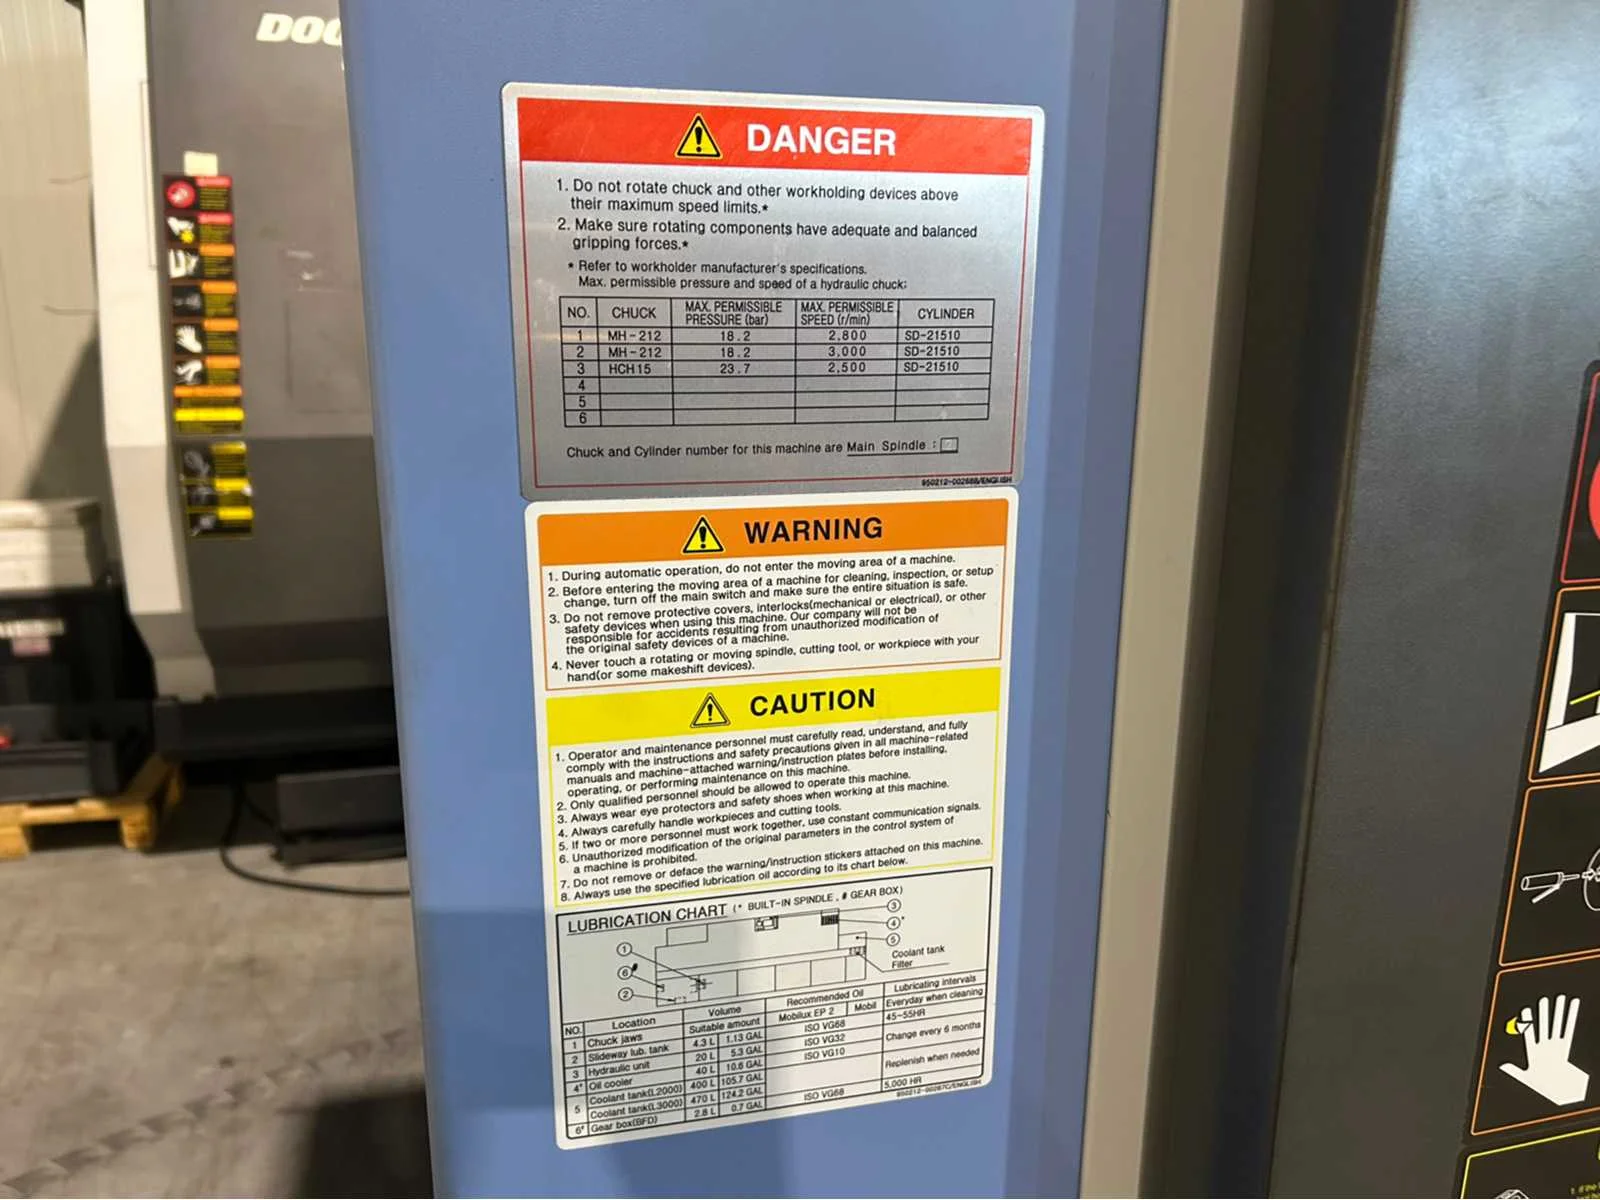 DOO
DANGER
1. Do not rotate chuck and other workholding devices above
their maximum speed limits.*
2. Make sure rotating components have adequate and balanced
gripping forces.*
* Refer to workholder manufacturer's specifications.
Max. permissible pressure and speed of a hydraulic chuck:
NO. CHUCK MAX. PERMISSIBLE PRESSURE (bar) MAX. PERMISSIBLE SPEED (r/min) CYLINDER
1 MH-212 18.2 2,800 SD-21510
2 MH-212 18.2 3,000 SD-21510
3 HCH15 23.7 2,500 SD-21510
4
5
6
Chuck and Cylinder number for this machine are Main Spindle :
950212-00268B/ENGLISH
WARNING
1. During automatic operation, do not enter the moving area of a machine.
2. Before entering the moving area of a machine for cleaning, inspection, or setup
change, turn off the main switch and make sure the entire situation is safe.
3. Do not remove protective covers, interlocks(mechanical or electrical), or other
safety devices when using this machine. Our company will not be
responsible for accidents resulting from unauthorized modification of
the original safety devices of a machine.
4. Never touch a rotating or moving spindle, cutting tool, or workpiece with your
hand(or some makeshift devices).
CAUTION
1. Operator and maintenance personnel must carefully read, understand, and fully
comply with the instructions and safety precautions given in all machine-related
manuals and machine-attached warning/instruction plates before installing,
operating, or performing maintenance on this machine.
2. Only qualified personnel should be allowed to operate this machine.
3. Always wear eye protectors and safety shoes when working at this machine.
4. Always carefully handle workpieces and cutting tools.
5. If two or more personnel must work together, use constant communication signals.
6. Unauthorized modification of the original parameters in the control system of
a machine is prohibited.
7. Do not remove or deface the warning/instruction stickers attached on this machine.
8. Always use the specified lubrication oil according to its chart below.
LUBRICATION CHART (* BUILT-IN SPINDLE, # GEAR BOX)
3
1
4*
5
6#
Coolant tank
Filter
2
NO. Location Volume Recommended Oil Lubricating intervals
Suitable amount Mobilux EP 2 Mobil Everyday when cleaning
1 Chuck jaws ISO VG68 45-55HR
2 Slideway lub. tank 4.3 L 1.13 GAL ISO VG32 Change every 6 months
3 Hydraulic unit 20 L 5.3 GAL ISO VG10
4* Oil cooler 40 L 10.6 GAL Replenish when needed
5 Coolant tank(L2000) 400 L 105.7 GAL
Coolant tank(L3000) 470 L 124.2 GAL
6# Gear box(BFD) 2.8 L 0.7 GAL ISO VG68 5,000 HR
950212-00267C/ENGLISH